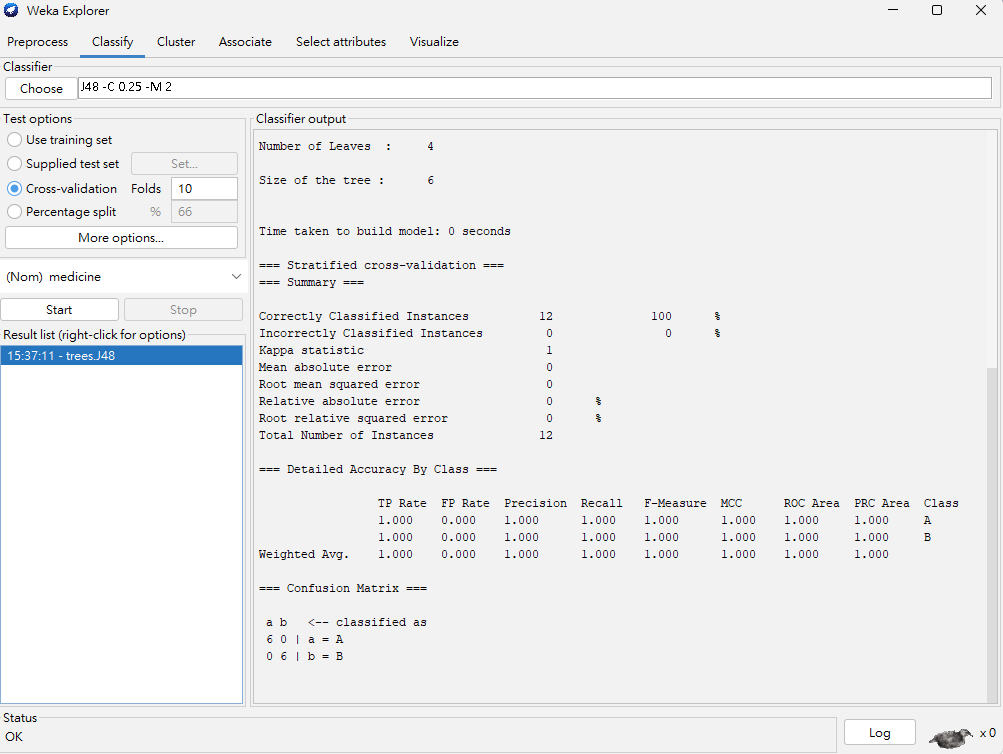 Weka Explorer
Preprocess Classify Cluster Associate Select attributes Visualize
Classifier
Choose J48 -C 0.25 -M 2
Test options
Use training set
Supplied test set Set...
Cross-validation Folds 10
Percentage split % 66
More options...
(Nom) medicine
Start Stop
Result list (right-click for options)
15:37:11 - trees.J48
Classifier output
Number of Leaves : 4
Size of the tree : 6
Time taken to build model: 0 seconds
=== Stratified cross-validation ===
=== Summary ===
Correctly Classified Instances 12 100 %
Incorrectly Classified Instances 0 0 %
Kappa statistic 1
Mean absolute error 0
Root mean squared error 0
Relative absolute error 0 %
Root relative squared error 0 %
Total Number of Instances 12
=== Detailed Accuracy By Class ===
TP Rate FP Rate Precision Recall F-Measure MCC ROC Area PRC Area Class
1.000 0.000 1.000 1.000 1.000 1.000 1.000 1.000 A
1.000 0.000 1.000 1.000 1.000 1.000 1.000 1.000 B
Weighted Avg. 1.000 0.000 1.000 1.000 1.000 1.000 1.000 1.000
=== Confusion Matrix ===
a b <-- classified as
6 0 | a = A
0 6 | b = B
Status
OK
Log
x 0